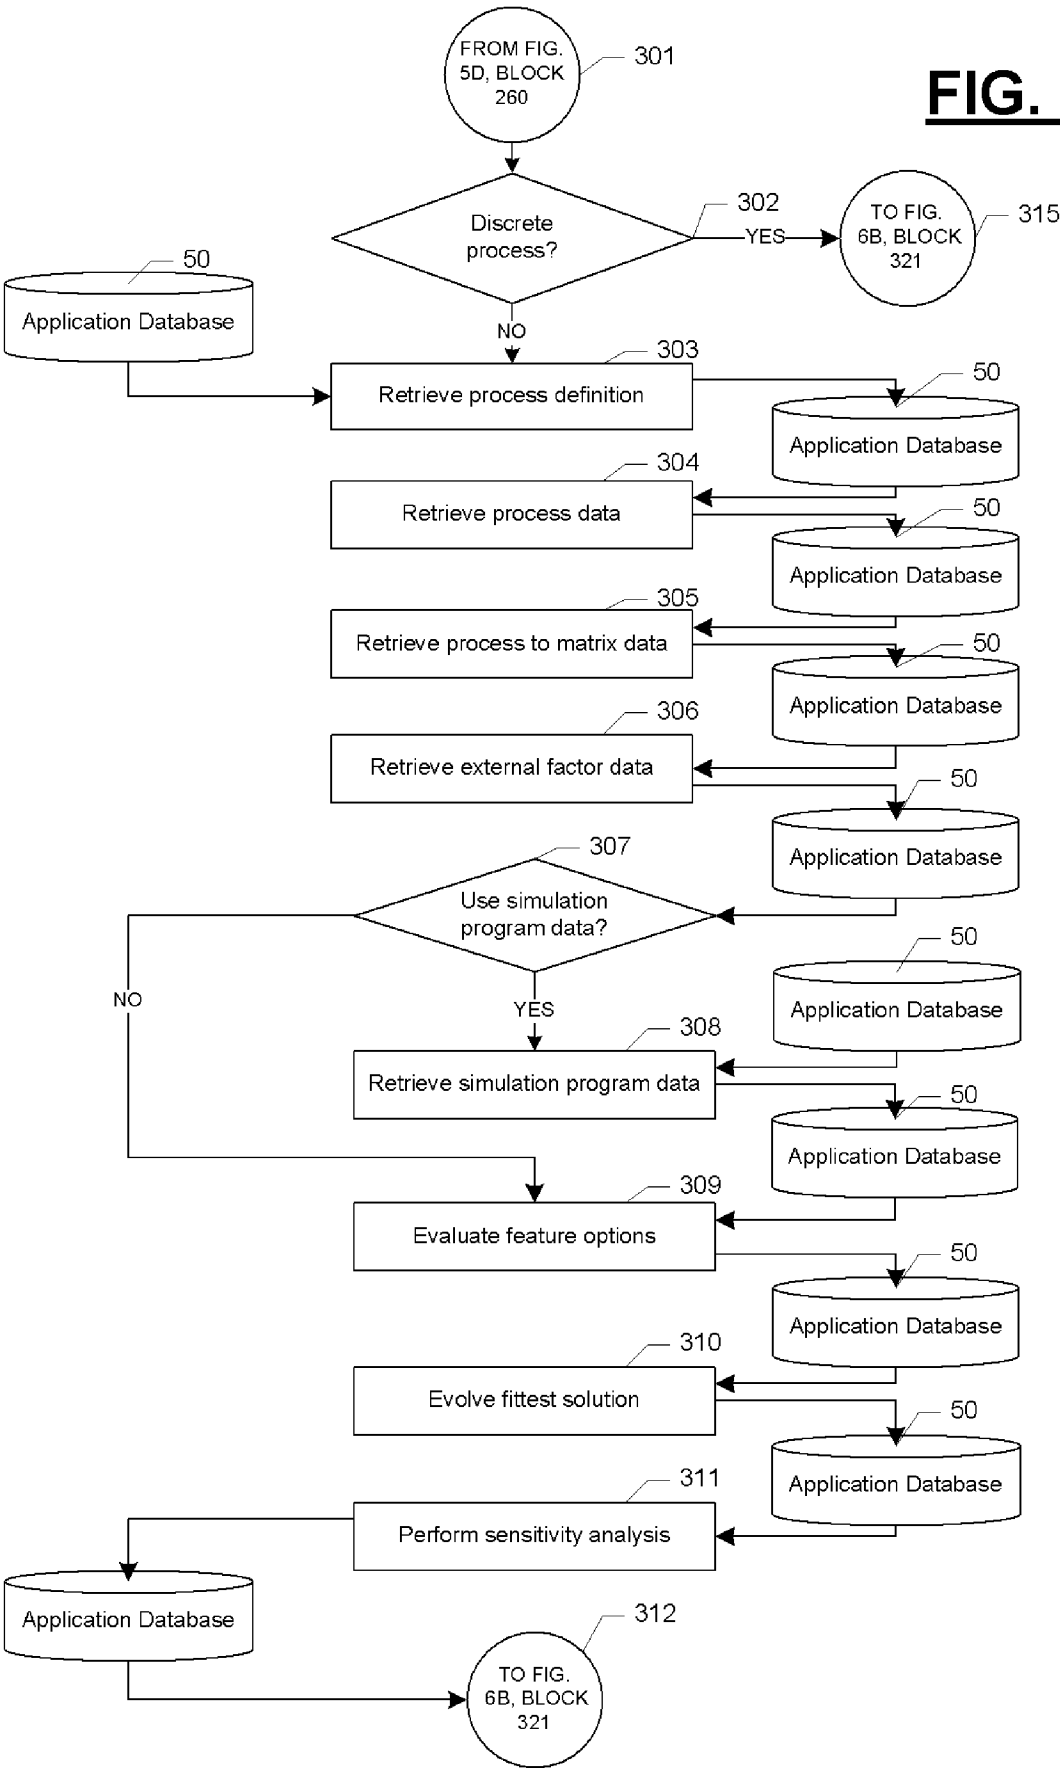 FROM FIG.
5D, BLOCK
260
301
FIG.
Discrete
process?
302
YES
TO FIG.
6B, BLOCK
321
315
50
Application Database
NO
303
Retrieve process definition
50
Application Database
304
Retrieve process data
50
Application Database
305
Retrieve process to matrix data
50
Application Database
306
Retrieve external factor data
50
Application Database
307
Use simulation
program data?
NO
YES
50
Application Database
308
Retrieve simulation program data
50
Application Database
309
Evaluate feature options
50
Application Database
310
Evolve fittest solution
50
Application Database
311
Perform sensitivity analysis
Application Database
312
TO FIG.
6B, BLOCK
321